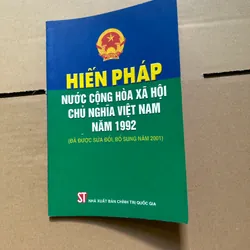 HIẾN PHÁP
NƯỚC CỘNG HÒA XÃ HỘI
CHỦ NGHĨA VIỆT NAM
NĂM 1992
(ĐÃ ĐƯỢC SỬA ĐỔI, BỔ SUNG NĂM 2001)
ST NHÀ XUẤT BẢN CHÍNH TRỊ QUỐC GIA